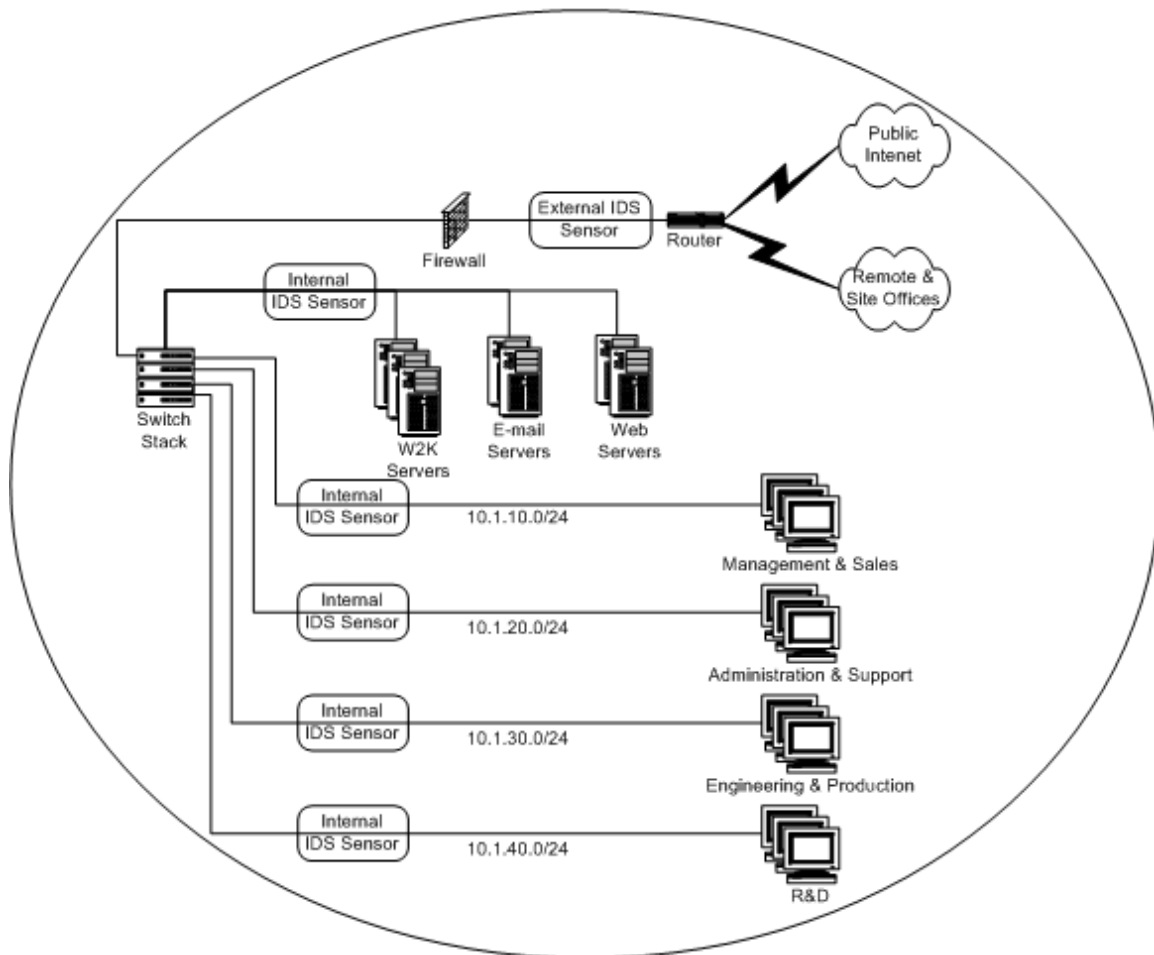 Public
Intenet
External IDS
Sensor
Router
Firewall
Remote &
Site Offices
Internal
IDS Sensor
Switch
Stack
W2K
Servers
E-mail
Servers
Web
Servers
Internal
IDS Sensor
10.1.10.0/24
Management & Sales
Internal
IDS Sensor
10.1.20.0/24
Administration & Support
Internal
IDS Sensor
10.1.30.0/24
Engineering & Production
Internal
IDS Sensor
10.1.40.0/24
R&D